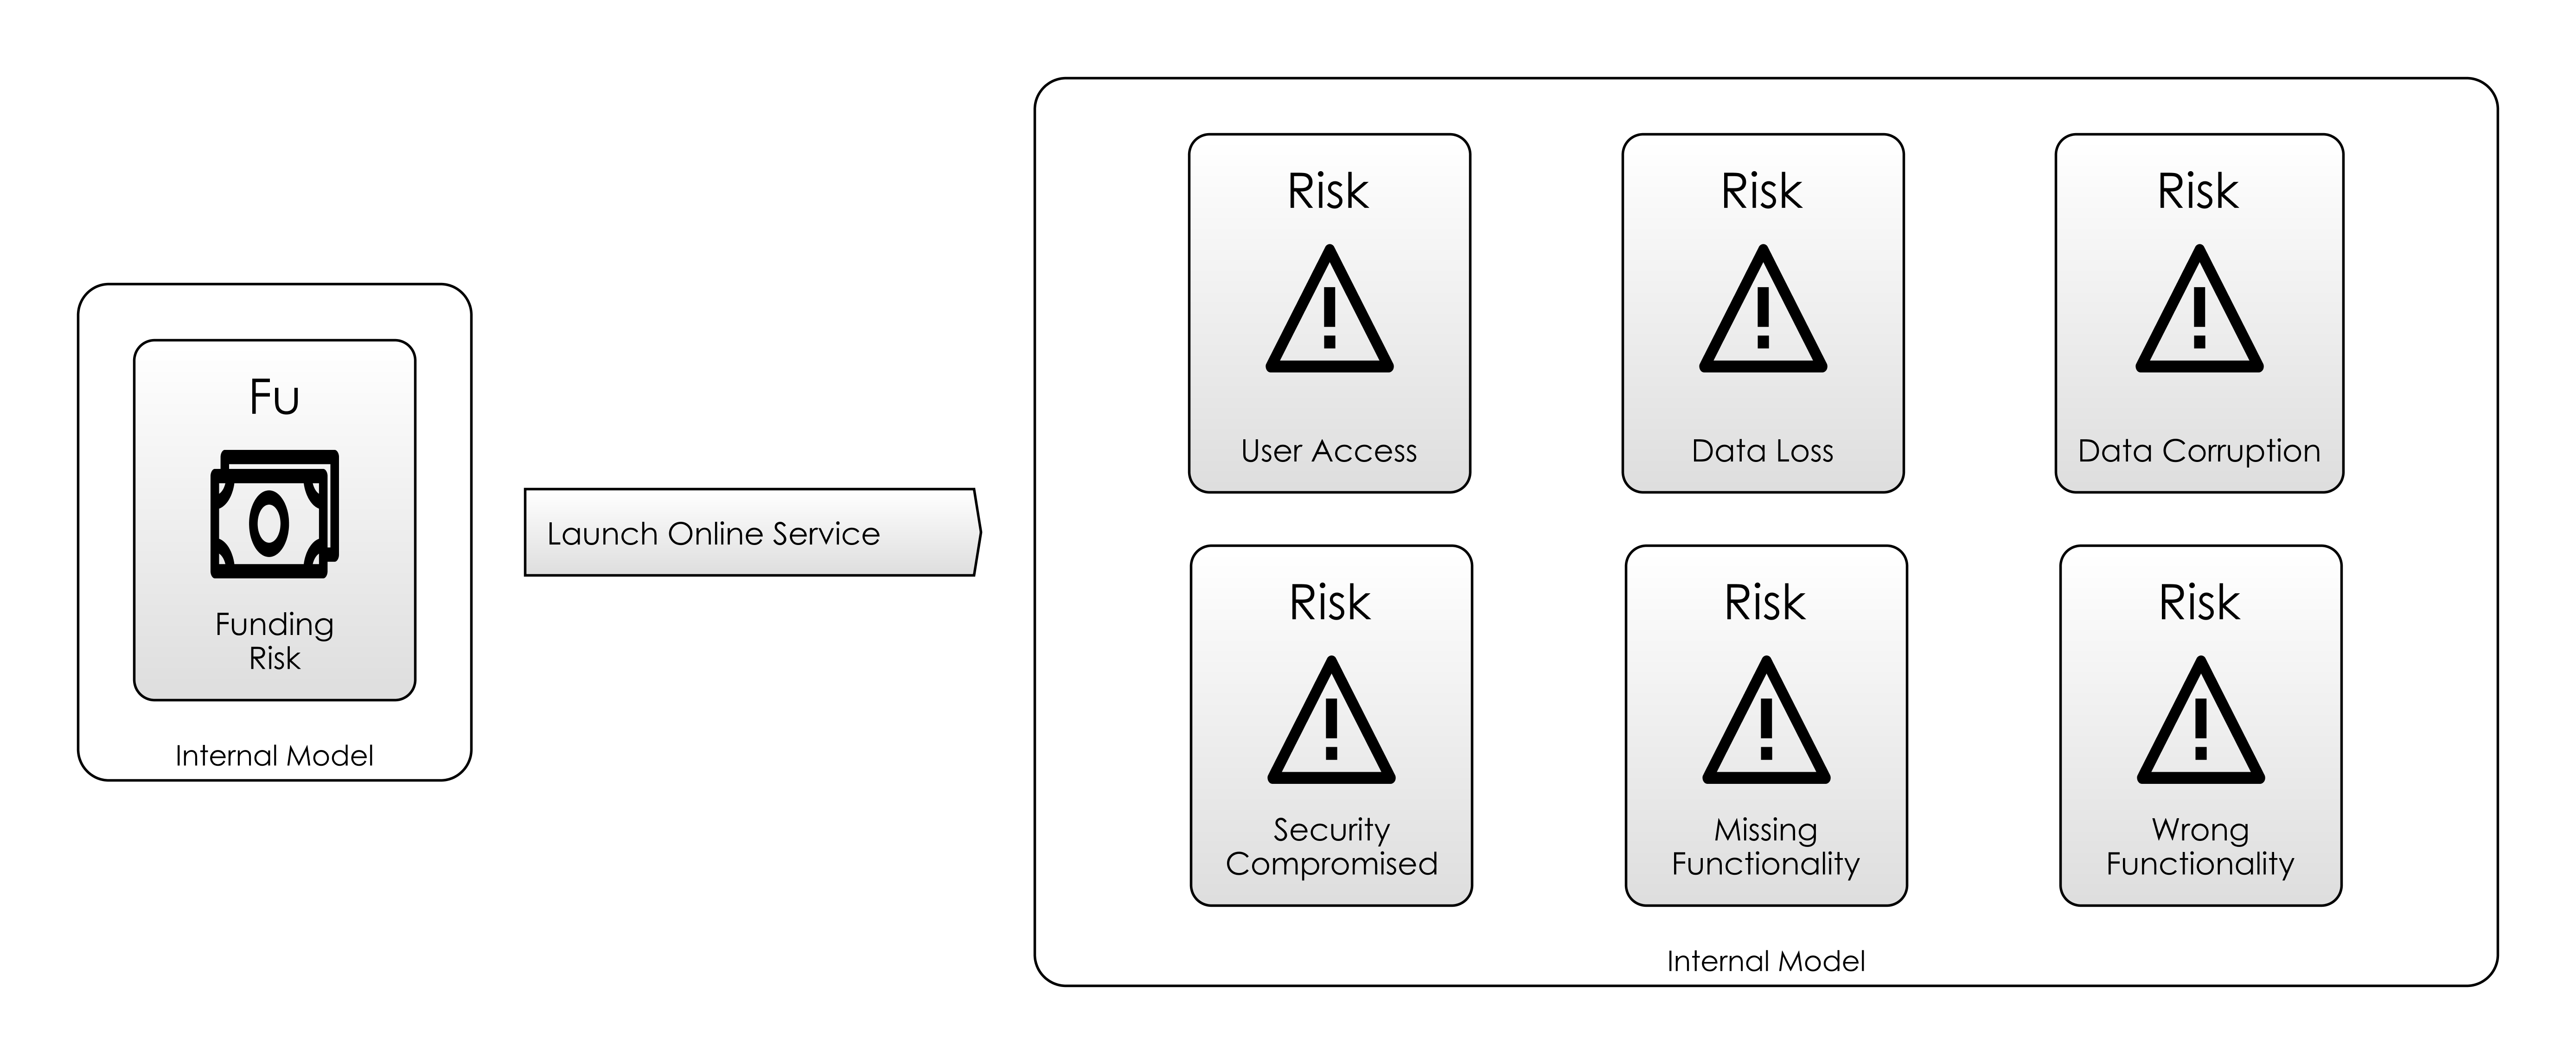 Fu
Funding
Risk
Internal Model
Launch Online Service
Risk
User Access
Risk
Data Loss
Risk
Data Corruption
Risk
Security
Compromised
Risk
Missing
Functionality
Risk
Wrong
Functionality
Internal Model